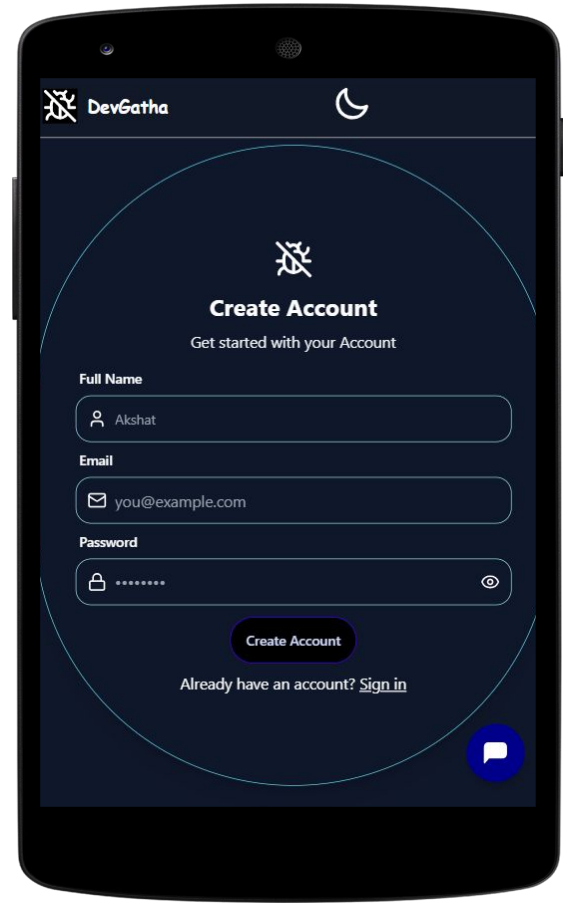 DevGatha
Create Account
Get started with your Account
Full Name
Akshat
Email
you@example.com
Password
Create Account
Already have an account? Sign in